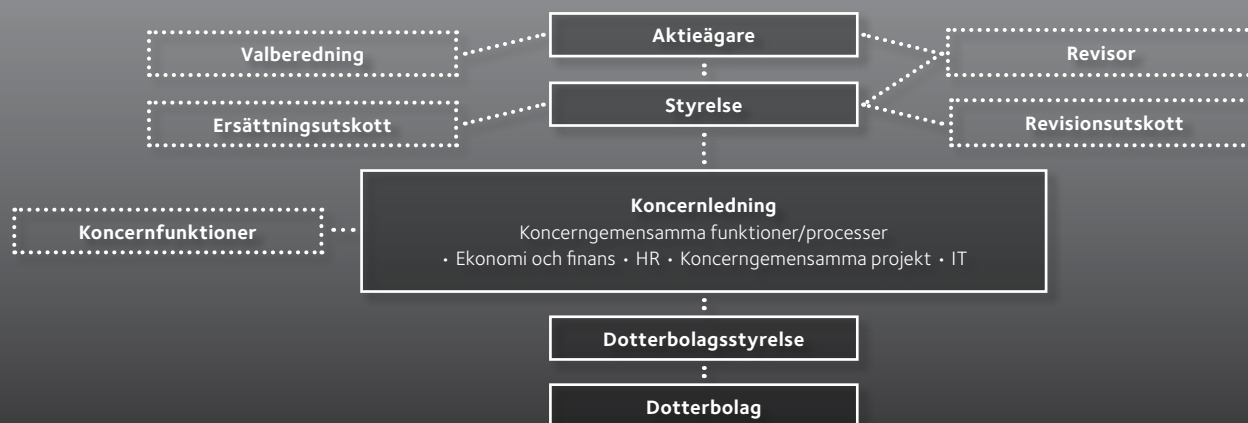 Aktieägare
Valberedning
Revisor
Styrelse
Ersättningsutskott
Revisionsutskott
Koncernledning
Koncerngemensamma funktioner/processer
• Ekonomi och finans • HR • Koncerngemensamma projekt • IT
Koncernfunktioner
Dotterbolagsstyrelse
Dotterbolag